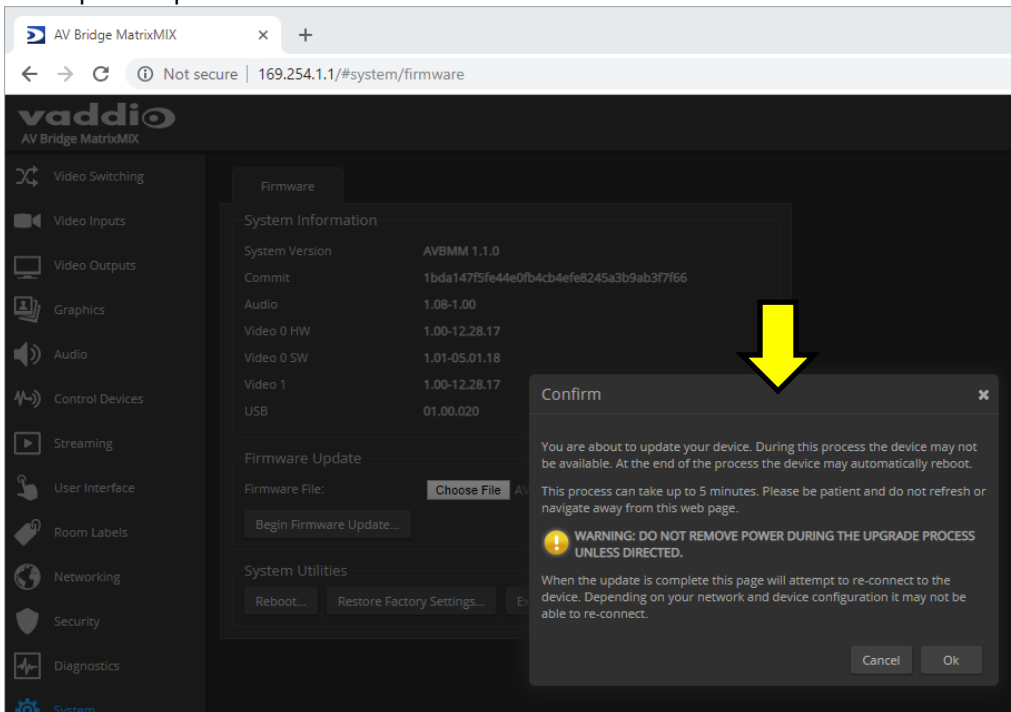 AV Bridge MatrixMIX
Not secure | 169.254.1.1/#system/firmware
vaddio
AV Bridge MatrixMIX
Video Switching
Video Inputs
Video Outputs
Graphics
Audio
Control Devices
Streaming
User Interface
Room Labels
Networking
Security
Diagnostics
System
Firmware
System Information
System Version AVBMM 1.1.0
Commit 1bda147f5fe44e0fb4cb4efe8245a3b9ab3f7f66
Audio 1.08-1.00
Video 0 HW 1.00-12.28.17
Video 0 SW 1.01-05.01.18
Video 1 1.00-12.28.17
USB 01.00.020
Firmware Update
Firmware File: Choose File AV
Begin Firmware Update...
System Utilities
Reboot... Restore Factory Settings... Ex
Confirm
You are about to update your device. During this process the device may not
be available. At the end of the process the device may automatically reboot.
This process can take up to 5 minutes. Please be patient and do not refresh or
navigate away from this web page.
WARNING: DO NOT REMOVE POWER DURING THE UPGRADE PROCESS
UNLESS DIRECTED.
When the update is complete this page will attempt to re-connect to the
device. Depending on your network and device configuration it may not be
able to re-connect.
Cancel Ok